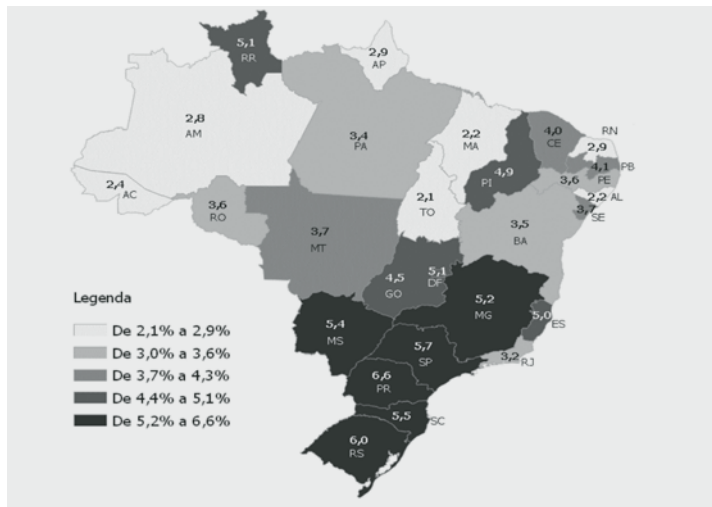 5,1
RR
2,9
AP
2,8
AM
3,4
PA
2,2
MA
4,0
CE
RN
2,9
4,1
PB
PE
3,6
4,9
PI
2,2
AL
3,7
SE
2,4
AC
3,6
RO
2,1
TO
3,5
BA
3,7
MT
4,5
GO
5,1
DF
5,2
MG
5,0
ES
5,4
MS
5,7
SP
3,2
RJ
6,6
PR
5,5
SC
6,0
RS
Legenda
De 2,1% a 2,9%
De 3,0% a 3,6%
De 3,7% a 4,3%
De 4,4% a 5,1%
De 5,2% a 6,6%